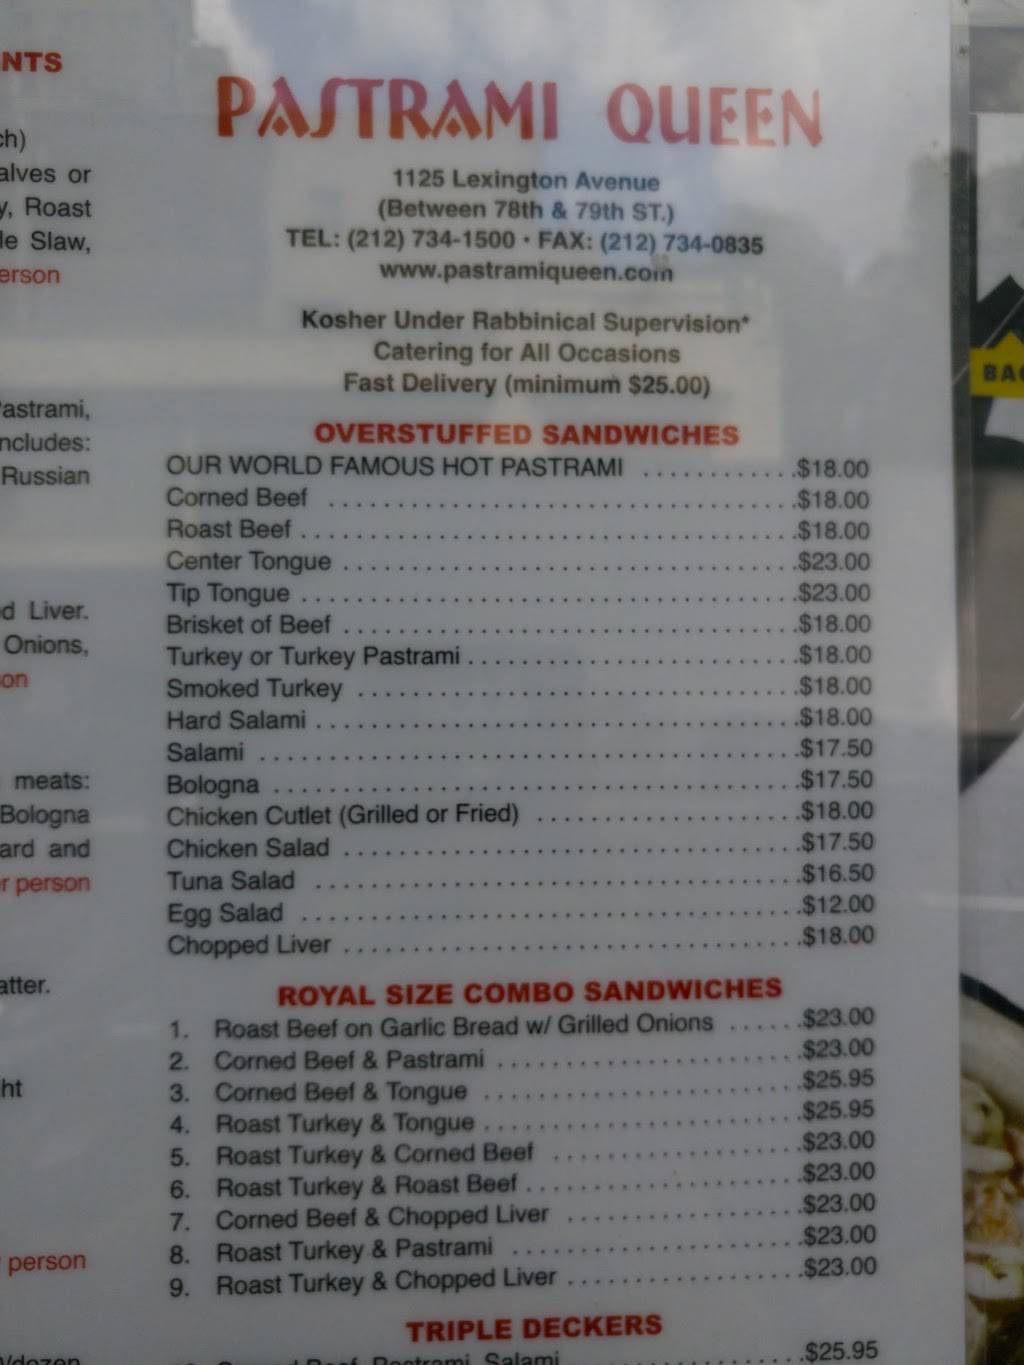 NTS
ch)
alves or
y, Roast
le Slaw,
erson
Pastrami,
ncludes:
Russian
d Liver.
Onions,
on
meats:
Bologna
ard and
r person
atter.
ht
person
/dozen
PASTRAMI QUEEN
1125 Lexington Avenue
(Between 78th & 79th ST.)
TEL: (212) 734-1500 • FAX: (212) 734-0835
www.pastramiqueen.com
Kosher Under Rabbinical Supervision*
Catering for All Occasions
Fast Delivery (minimum $25.00)
OVERSTUFFED SANDWICHES
OUR WORLD FAMOUS HOT PASTRAMI ............$18.00
Corned Beef ............$18.00
Roast Beef ............$18.00
Center Tongue ............$23.00
Tip Tongue ............$23.00
Brisket of Beef ............$18.00
Turkey or Turkey Pastrami ............$18.00
Smoked Turkey ............$18.00
Hard Salami ............$18.00
Salami ............$17.50
Bologna ............$17.50
Chicken Cutlet (Grilled or Fried) ............$18.00
Chicken Salad ............$17.50
Tuna Salad ............$16.50
Egg Salad ............$12.00
Chopped Liver ............$18.00
ROYAL SIZE COMBO SANDWICHES
1. Roast Beef on Garlic Bread w/ Grilled Onions ......$23.00
2. Corned Beef & Pastrami ............$23.00
3. Corned Beef & Tongue ............$25.95
4. Roast Turkey & Tongue ............$25.95
5. Roast Turkey & Corned Beef ............$23.00
6. Roast Turkey & Roast Beef ............$23.00
7. Corned Beef & Chopped Liver ............$23.00
8. Roast Turkey & Pastrami ............$23.00
9. Roast Turkey & Chopped Liver ............$23.00
TRIPLE DECKERS
Corned Beef, Pastrami, Salami ............$25.95
BAG